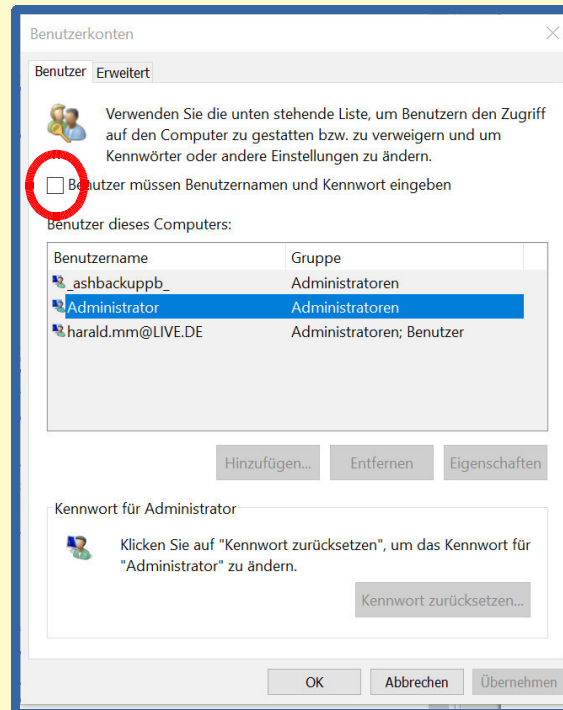 Benutzerkonten
Benutzer Erweitert
Verwenden Sie die unten stehende Liste, um Benutzern den Zugriff
auf den Computer zu gestatten bzw. zu verweigern und um
Kennwörter oder andere Einstellungen zu ändern.
Benutzer müssen Benutzernamen und Kennwort eingeben
Benutzer dieses Computers:
Benutzername Gruppe
_ashbackuppb_ Administratoren
Administrator Administratoren
harald.mm@LIVE.DE Administratoren; Benutzer
Hinzufügen... Entfernen Eigenschaften
Kennwort für Administrator
Klicken Sie auf "Kennwort zurücksetzen", um das Kennwort für
"Administrator" zu ändern.
Kennwort zurücksetzen...
OK Abbrechen Übernehmen